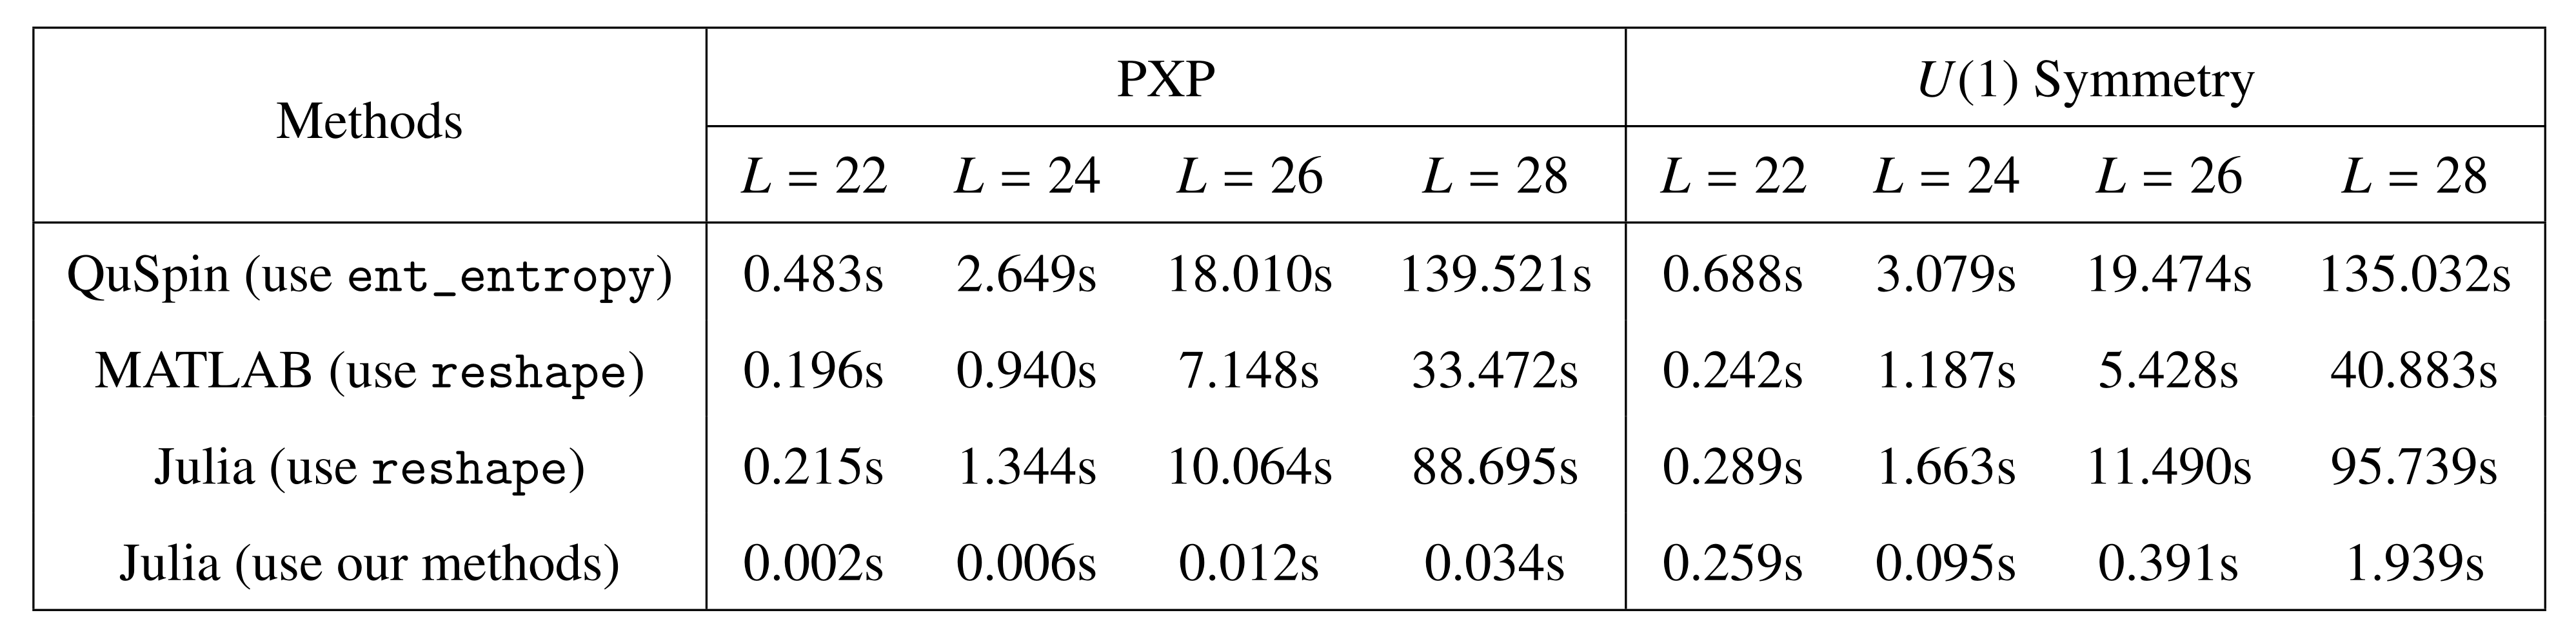 Methods PXP U(1) Symmetry
L = 22 L = 24 L = 26 L = 28 L = 22 L = 24 L = 26 L = 28
QuSpin (use ent_entropy) 0.483s 2.649s 18.010s 139.521s 0.688s 3.079s 19.474s 135.032s
MATLAB (use reshape) 0.196s 0.940s 7.148s 33.472s 0.242s 1.187s 5.428s 40.883s
Julia (use reshape) 0.215s 1.344s 10.064s 88.695s 0.289s 1.663s 11.490s 95.739s
Julia (use our methods) 0.002s 0.006s 0.012s 0.034s 0.259s 0.095s 0.391s 1.939s